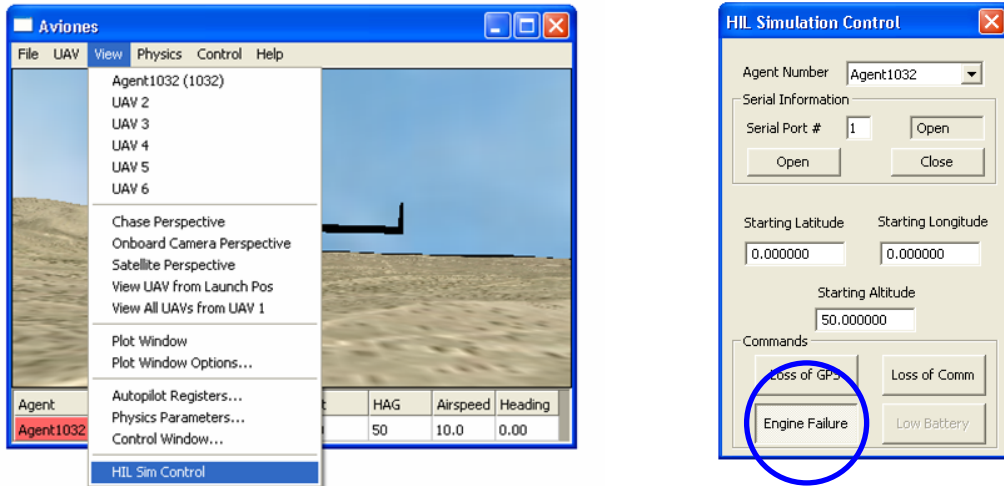 Aviones
File UAV View Physics Control Help
Agent1032 (1032)
UAV 2
UAV 3
UAV 4
UAV 5
UAV 6
Chase Perspective
Onboard Camera Perspective
Satellite Perspective
View UAV from Launch Pos
View All UAVs from UAV 1
Plot Window
Plot Window Options...
Autopilot Registers...
Physics Parameters...
Control Window...
HIL Sim Control
Agent HAG Airspeed Heading
Agent1032 50 10.0 0.00
HIL Simulation Control
Agent Number Agent1032
Serial Information
Serial Port # 1 Open
Open Close
Starting Latitude Starting Longitude
0.000000 0.000000
Starting Altitude
50.000000
Commands
Loss of GPS Loss of Comm
Engine Failure Low Battery